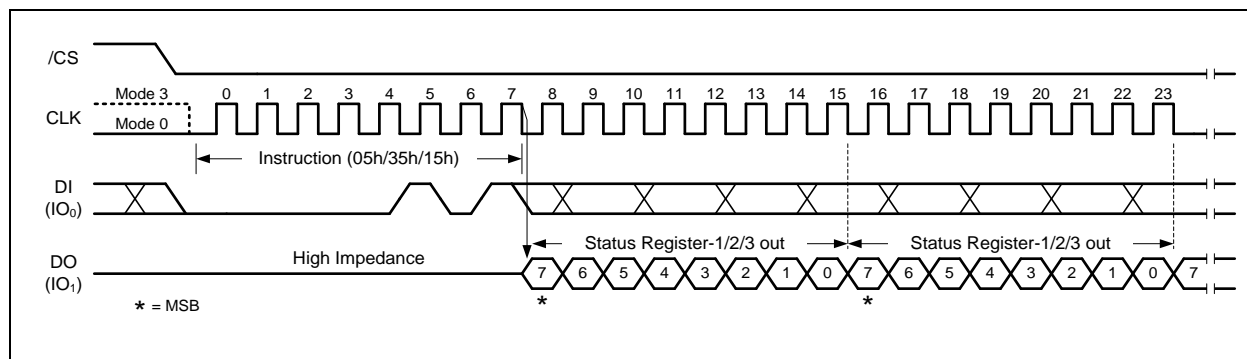 /CS
Mode 3
0 1 2 3 4 5 6 7 8 9 10 11 12 13 14 15 16 17 18 19 20 21 22 23
CLK
Mode 0
Instruction (05h/35h/15h)
DI
(IO₀)
Status Register-1/2/3 out
Status Register-1/2/3 out
High Impedance
DO
(IO₁)
7 6 5 4 3 2 1 0 7 6 5 4 3 2 1 0 7
* *
* = MSB